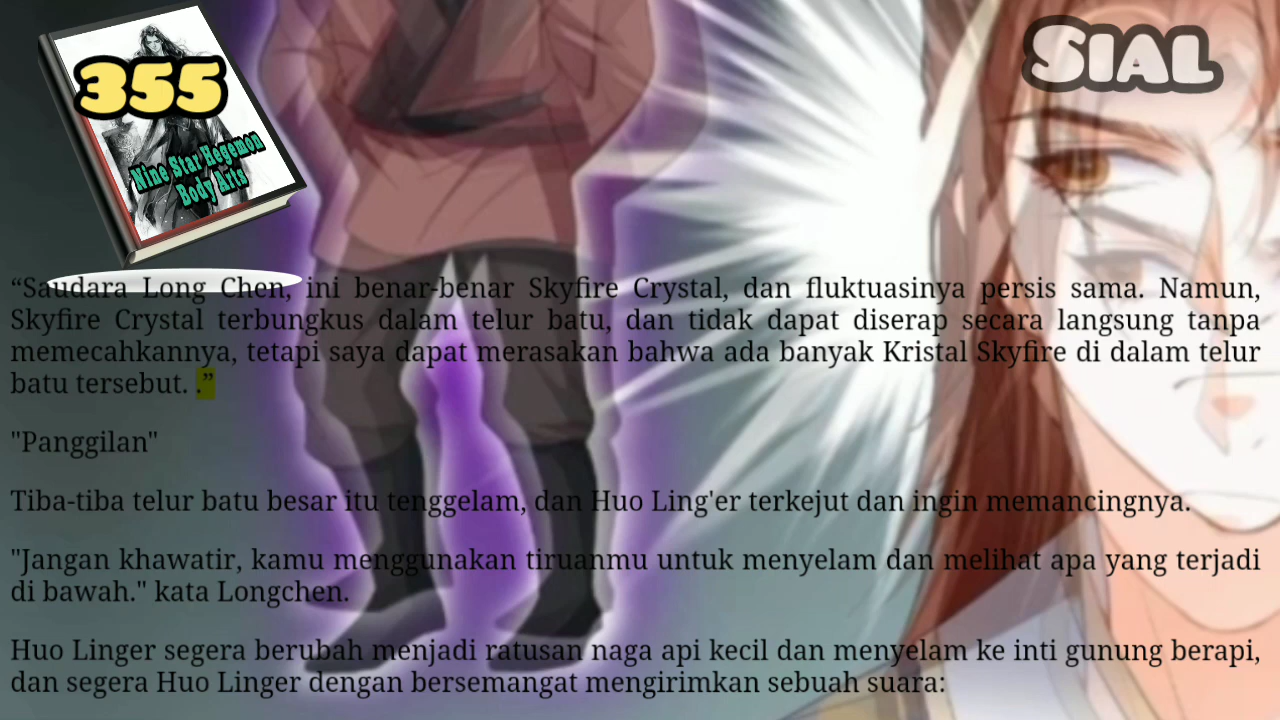 355
Nine Star Hegemon
Body Arts
SIAL
“Saudara Long Chen, ini benar-benar Skyfire Crystal, dan fluktuasinya persis sama. Namun,
Skyfire Crystal terbungkus dalam telur batu, dan tidak dapat diserap secara langsung tanpa
memecahkannya, tetapi saya dapat merasakan bahwa ada banyak Kristal Skyfire di dalam telur
batu tersebut. .”
"Panggilan"
Tiba-tiba telur batu besar itu tenggelam, dan Huo Ling'er terkejut dan ingin memancingnya.
"Jangan khawatir, kamu menggunakan tiruanmu untuk menyelam dan melihat apa yang terjadi
di bawah." kata Longchen.
Huo Linger segera berubah menjadi ratusan naga api kecil dan menyelam ke inti gunung berapi,
dan segera Huo Linger dengan bersemangat mengirimkan sebuah suara: